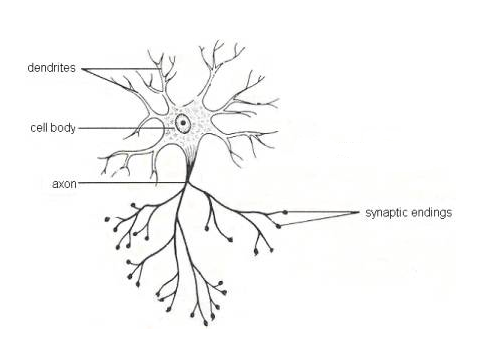 dendrites
cell body
axon
synaptic endings